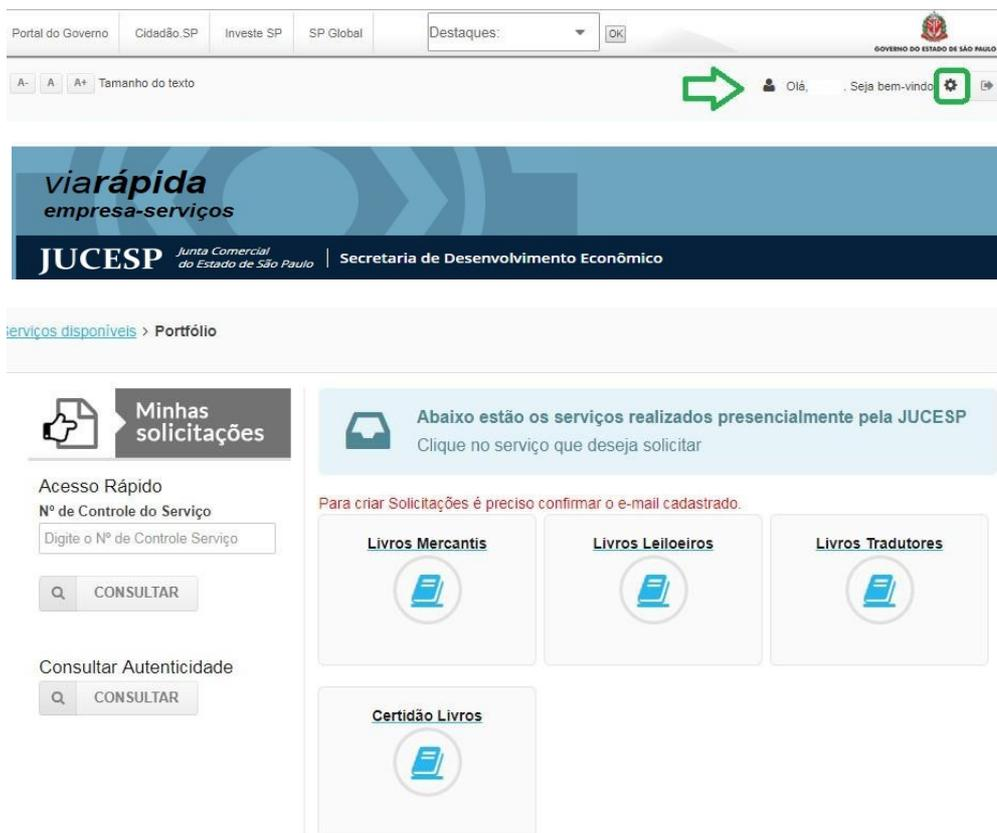 Portal do Governo Cidadão.SP Investe SP SP Global Destaques: OK
GOVERNO DO ESTADO DE SÃO PAULO
A- A A+ Tamanho do texto Olá, . Seja bem-vindo
viarápida
empresa-serviços
JUCESP Junta Comercial do Estado de São Paulo | Secretaria de Desenvolvimento Econômico
Serviços disponíveis > Portfólio
Minhas
solicitações
Acesso Rápido
Nº de Controle do Serviço
Digite o Nº de Controle Serviço
CONSULTAR
Consultar Autenticidade
CONSULTAR
Abaixo estão os serviços realizados presencialmente pela JUCESP
Clique no serviço que deseja solicitar
Para criar Solicitações é preciso confirmar o e-mail cadastrado.
Livros Mercantis Livros Leiloeiros Livros Tradutores
Certidão Livros